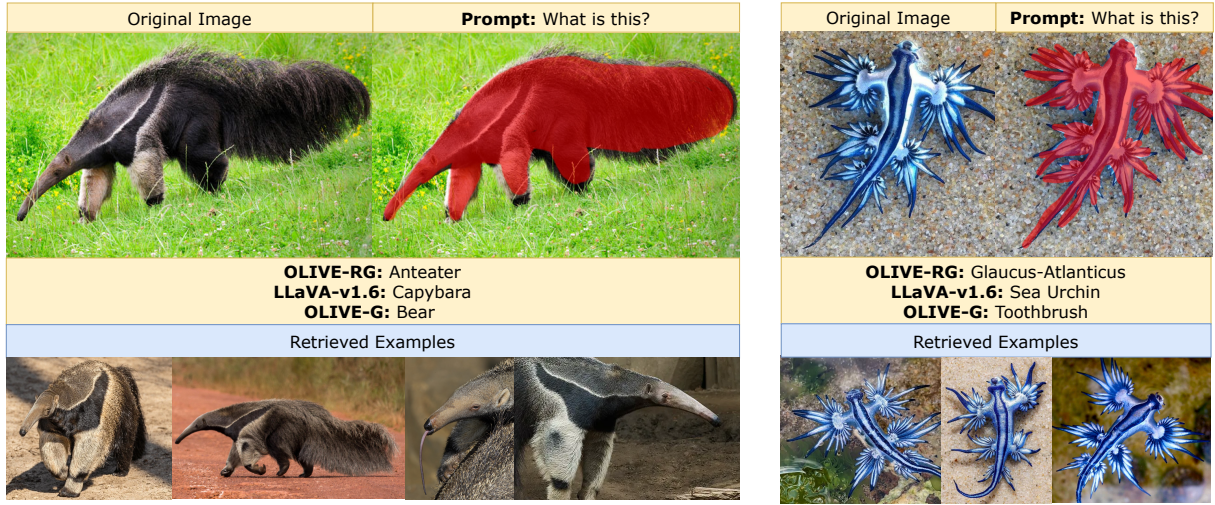 Original Image
Prompt: What is this?
OLIVE-RG: Anteater
LLaVA-v1.6: Capybara
OLIVE-G: Bear
Retrieved Examples
Original Image
Prompt: What is this?
OLIVE-RG: Glaucus-Atlanticus
LLaVA-v1.6: Sea Urchin
OLIVE-G: Toothbrush
Retrieved Examples